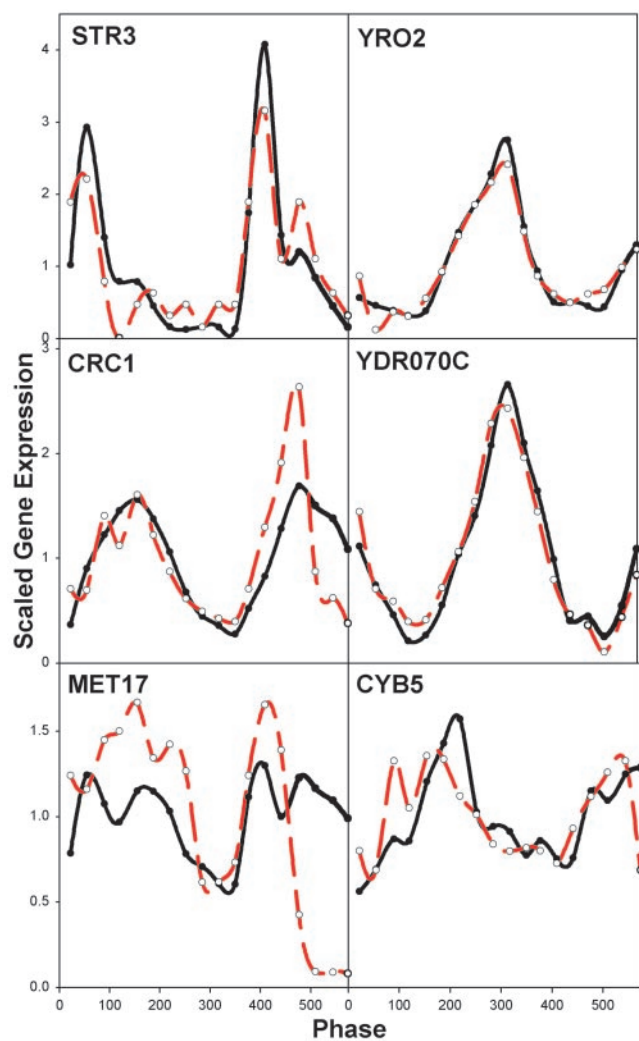 STR3 YRO2
4
3
2
1
0
CRC1 YDR070C
3
2
1
0
MET17 CYB5
1.5
1.0
0.5
0.0
Scaled Gene Expression
0 100 200 300 400 500 0 100 200 300 400 500
Phase